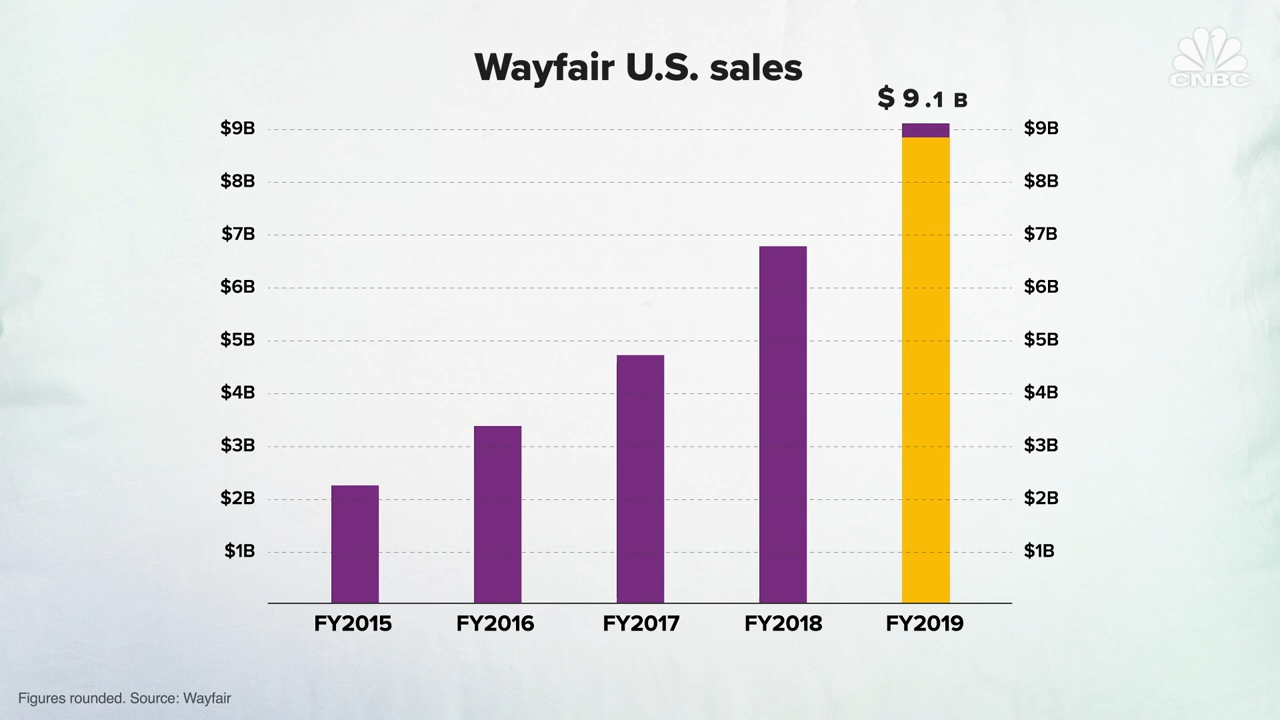 Wayfair U.S. sales
CNBC
$ 9.1 B
$9B $9B
$8B $8B
$7B $7B
$6B $6B
$5B $5B
$4B $4B
$3B $3B
$2B $2B
$1B $1B
FY2015 FY2016 FY2017 FY2018 FY2019
Figures rounded. Source: Wayfair